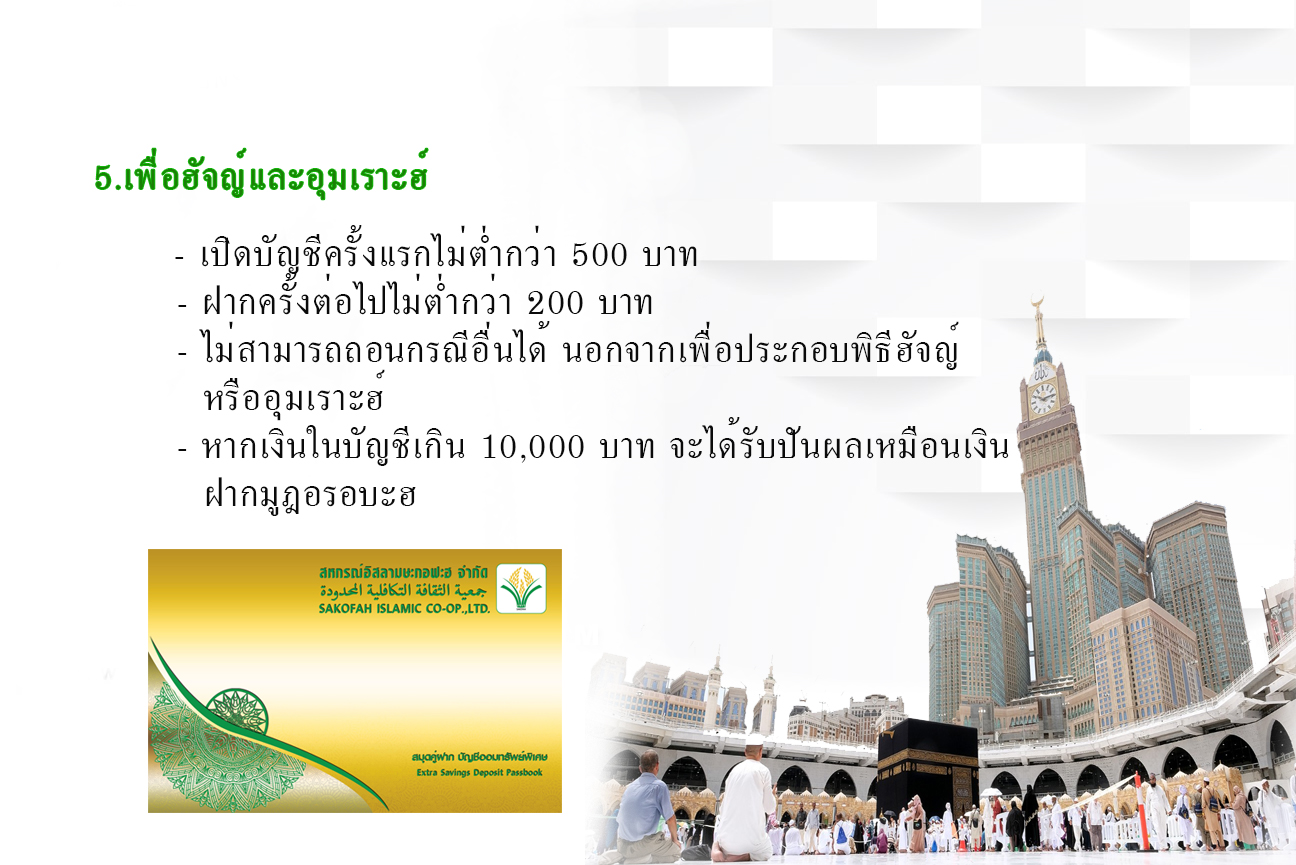 5.เพื่อฮัจญ์และอุมเราะฮ์
- เปิดบัญชีครั้งแรกไม่ต่ำกว่า 500 บาท
- ฝากครั้งต่อไปไม่ต่ำกว่า 200 บาท
- ไม่สามารถถอนกรณีอื่นได้ นอกจากเพื่อประกอบพิธีฮัจญ์
หรืออุมเราะฮ์
- หากเงินในบัญชีเกิน 10,000 บาท จะได้รับปันผลเหมือนเงิน
ฝากมูฎอรอบะฮ
สหกรณ์อิสลามษะกอฟะฮ จำกัด
جمعية الثقافة التكافلية المحدودة
SAKOFAH ISLAMIC CO-OP.,LTD.
สมุดคู่ฝาก บัญชีออมทรัพย์พิเศษ
Extra Savings Deposit Passbook